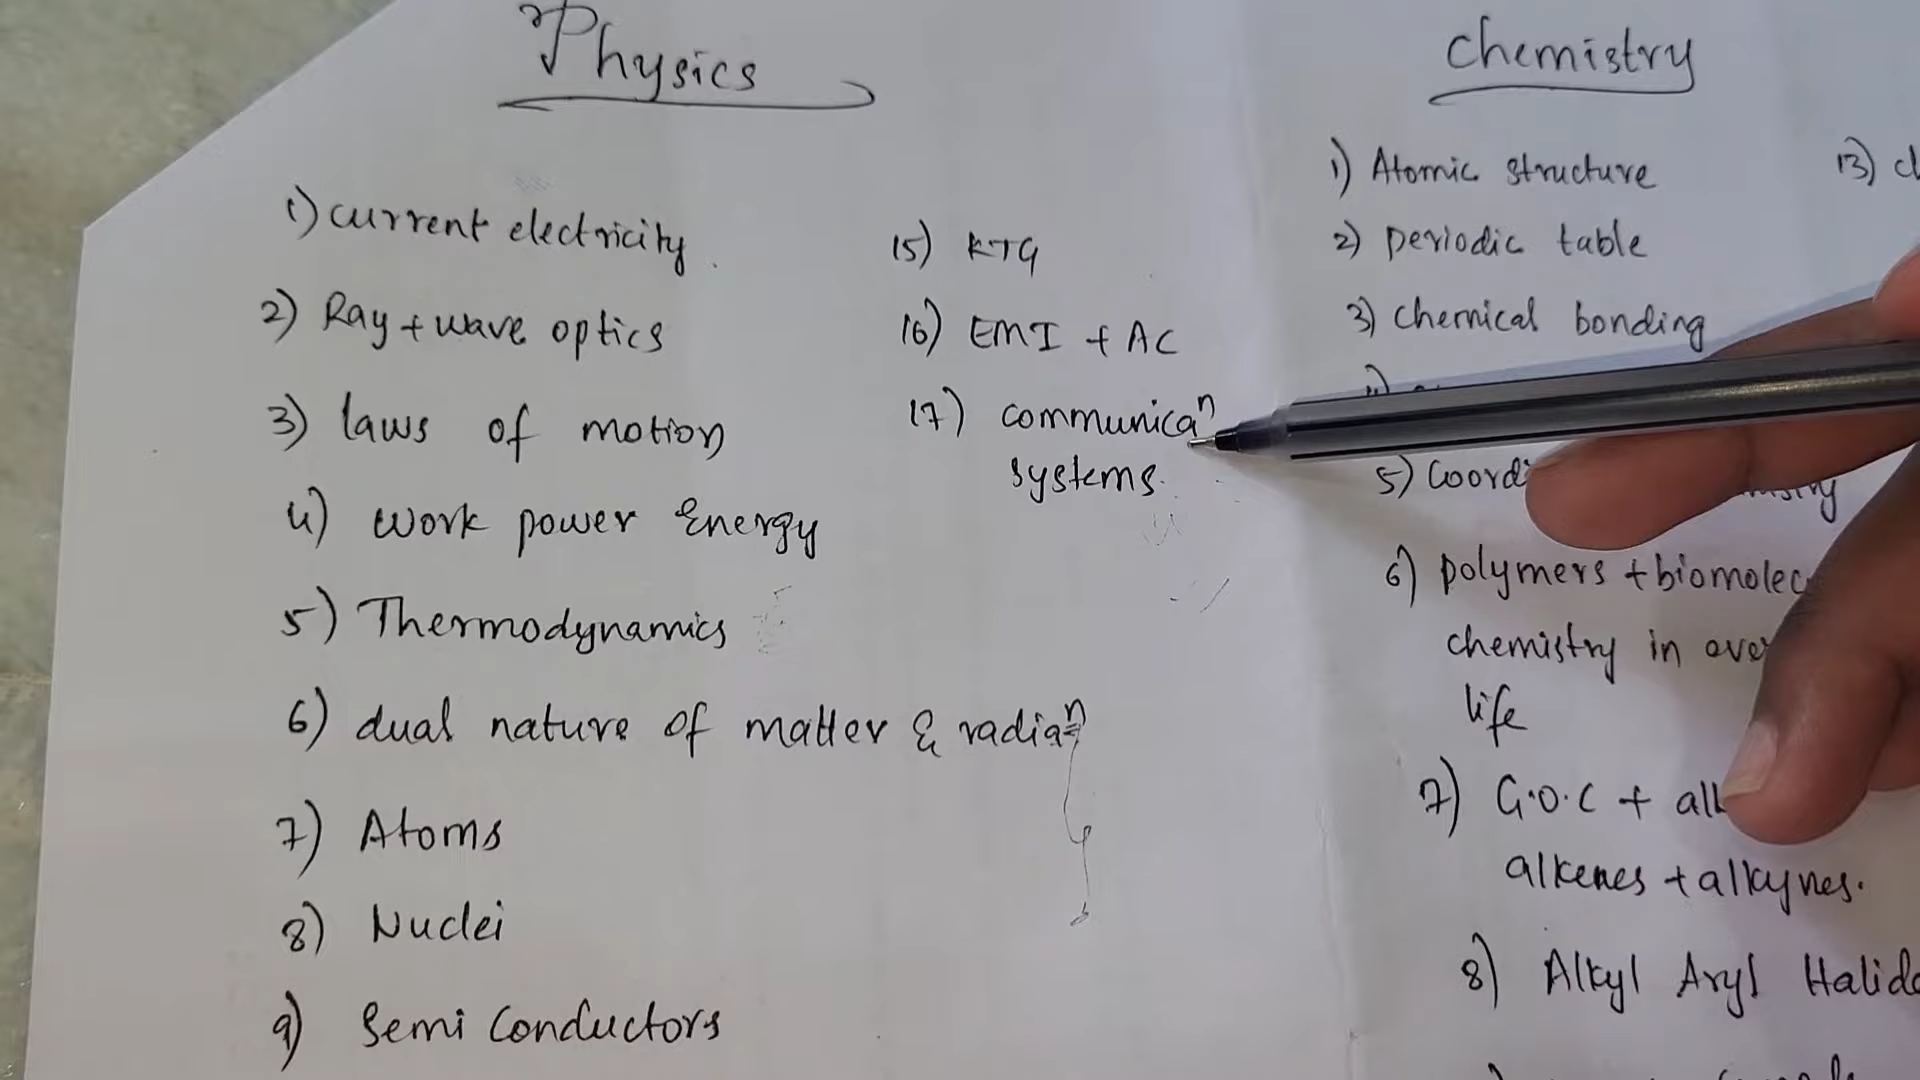 Physics
1) current electricity.
2) Ray + wave optics
3) laws of motion
4) work power Energy
5) Thermodynamics
6) dual nature of matter & radiaⁿ
7) Atoms
8) Nuclei
9) Semi Conductors
15) KTG
16) EMI + AC
17) communicaⁿ
systems.
Chemistry
1) Atomic structure
2) periodic table
3) chemical bonding
4)
5) Coordi
6) polymers + biomolec
chemistry in ever
life
7) G.O.C + alk
alkenes + alkynes.
8) Alkyl Aryl Halid
13)